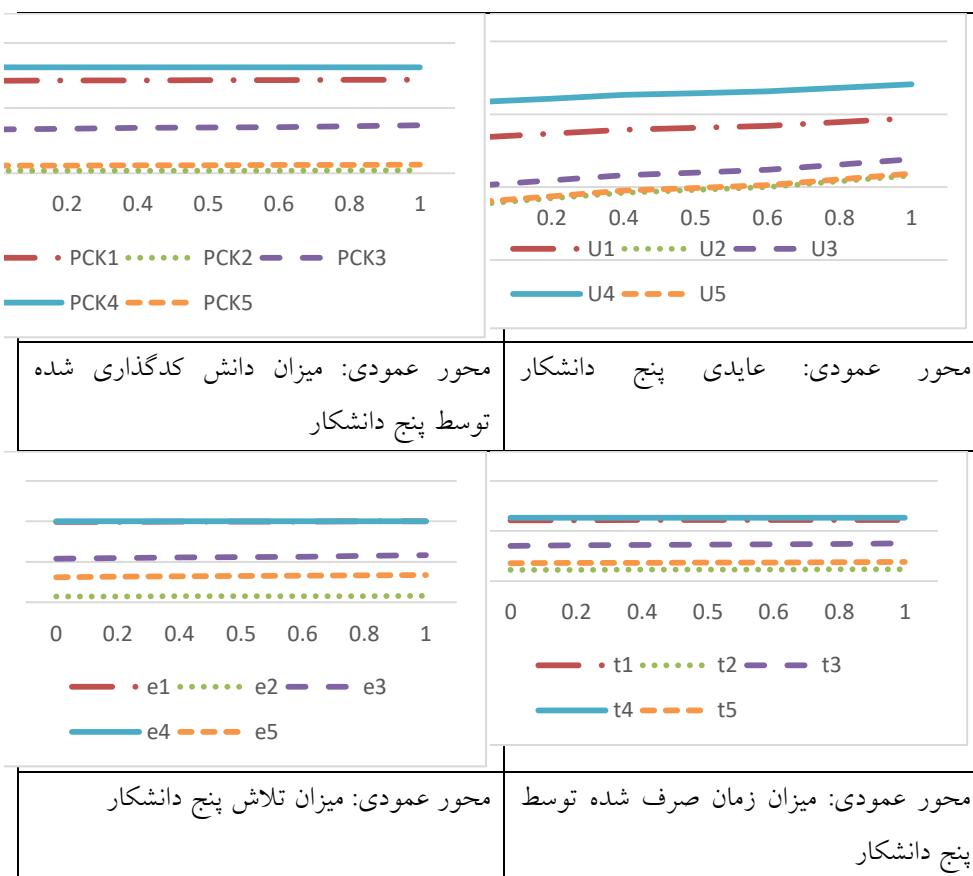 0.2 0.4 0.5 0.6 0.8 1
PCK1 PCK2 PCK3
PCK4 PCK5
0.2 0.4 0.5 0.6 0.8 1
U1 U2 U3
U4 U5
محور عمودی: عایدی پنج دانشکار
محور عمودی: میزان دانش کدگذاری شده
توسط پنج دانشکار
0 0.2 0.4 0.5 0.6 0.8 1
e1 e2 e3
e4 e5
0 0.2 0.4 0.5 0.6 0.8 1
t1 t2 t3
t4 t5
محور عمودی: میزان زمان صرف شده توسط
پنج دانشکار
محور عمودی: میزان تلاش پنج دانشکار